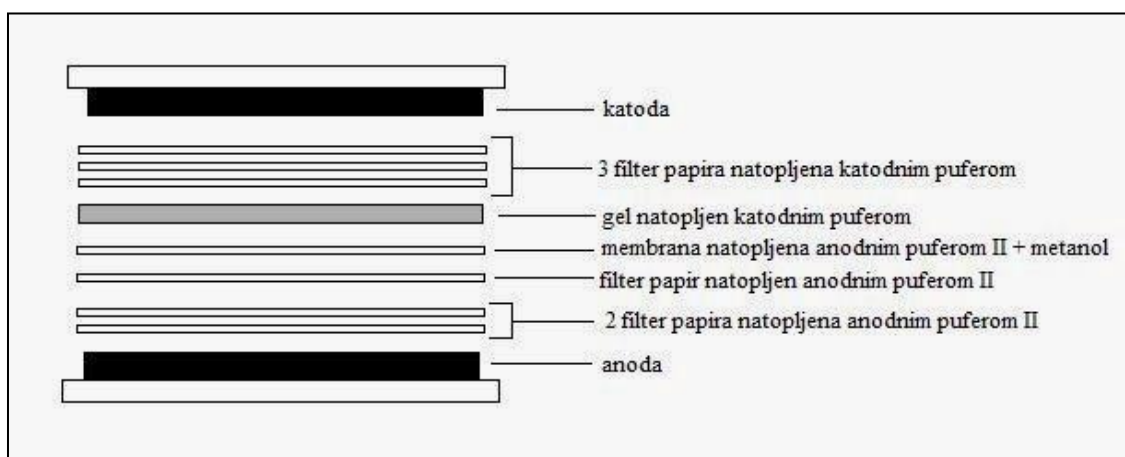 katoda
3 filter papira natopljena katodnim puferom
gel natopljen katodnim puferom
membrana natopljena anodnim puferom II + metanol
filter papir natopljen anodnim puferom II
2 filter papira natopljena anodnim puferom II
anoda